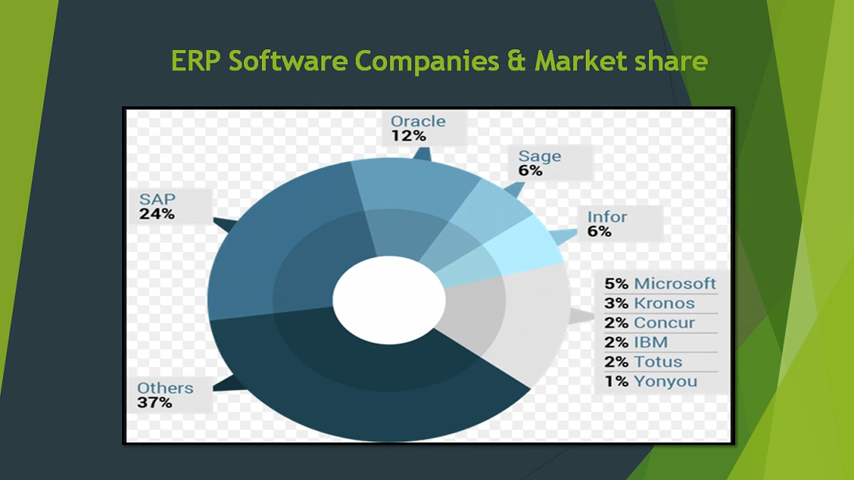 ERP Software Companies & Market share
Oracle
12%
Sage
6%
SAP
24%
Infor
6%
5% Microsoft
3% Kronos
2% Concur
2% IBM
2% Totus
1% Yonyou
Others
37%